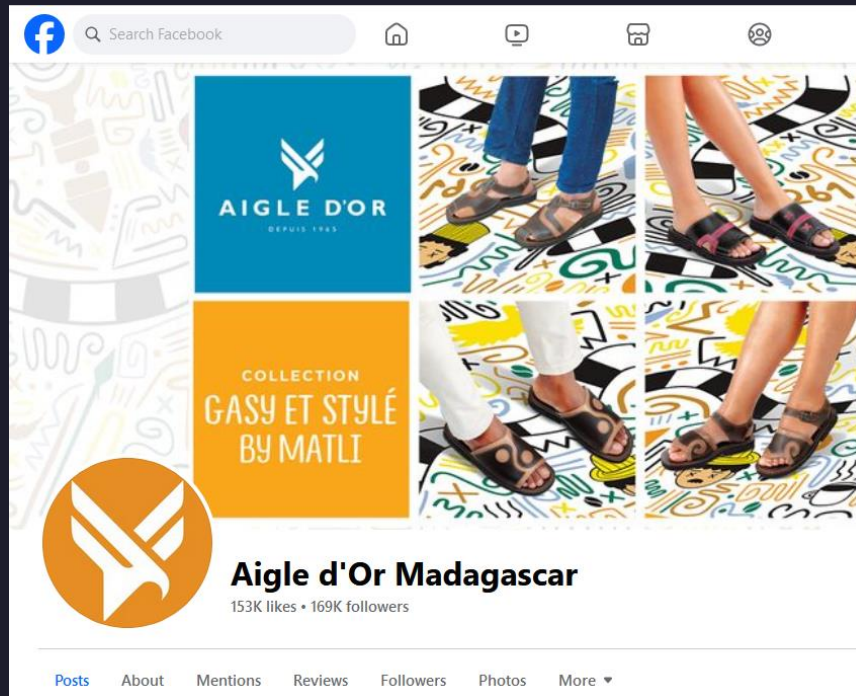 Search Facebook
AIGLE D'OR
DEPUIS 1965
COLLECTION
GASY ET STYLÉ
BY MATLI
Aigle d'Or Madagascar
153K likes • 169K followers
Posts About Mentions Reviews Followers Photos More